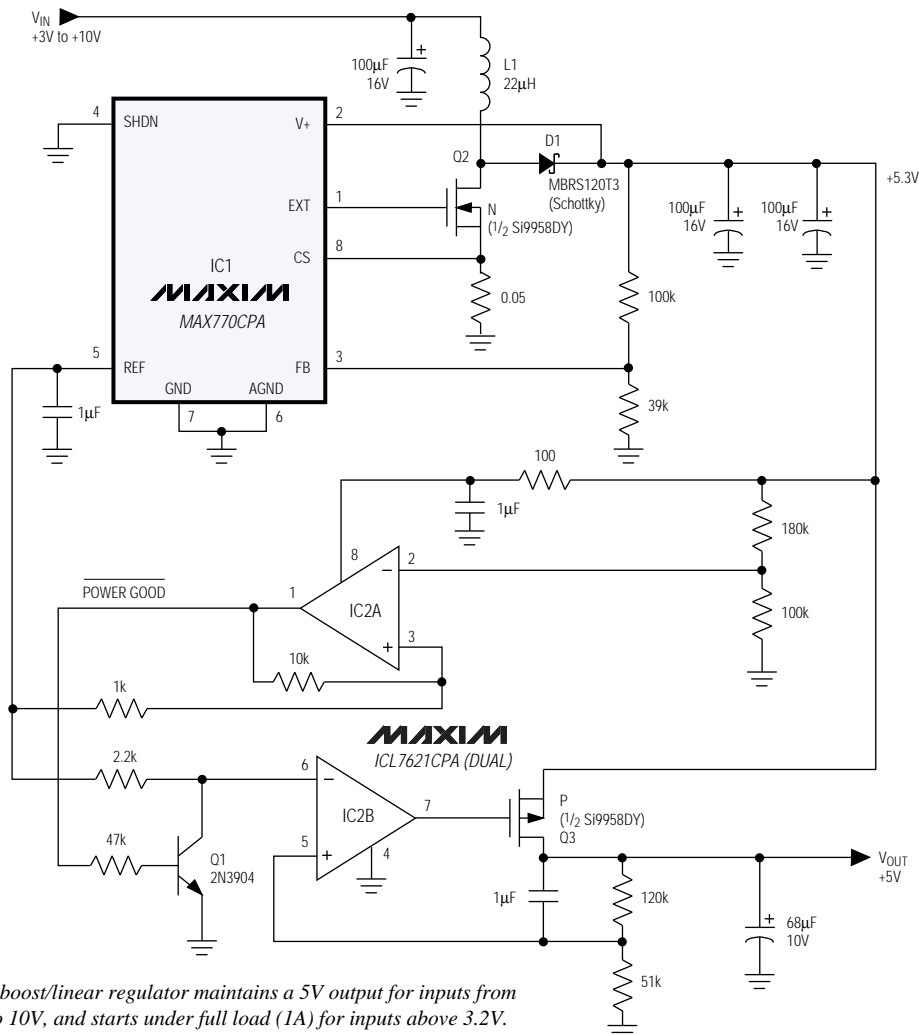 VIN
+3V to +10V
100µF
16V
+
L1
22µH
4
SHDN
V+
2
Q2
D1
MBRS120T3
(Schottky)
+5.3V
EXT
1
N
(1/2 Si9958DY)
100µF
16V
+
100µF
16V
+
CS
8
IC1
MAXIM
MAX770CPA
0.05
100k
5
REF
FB
3
GND
AGND
7
6
1µF
39k
100
1µF
180k
8
POWER GOOD
1
IC2A
−
2
+
3
100k
10k
1k
MAXIM
ICL7621CPA (DUAL)
2.2k
6
−
IC2B
7
P
(1/2 Si9958DY)
Q3
5
+
4
47k
Q1
2N3904
VOUT
+5V
1µF
120k
+
68µF
10V
51k
boost/linear regulator maintains a 5V output for inputs from
10V, and starts under full load (1A) for inputs above 3.2V.